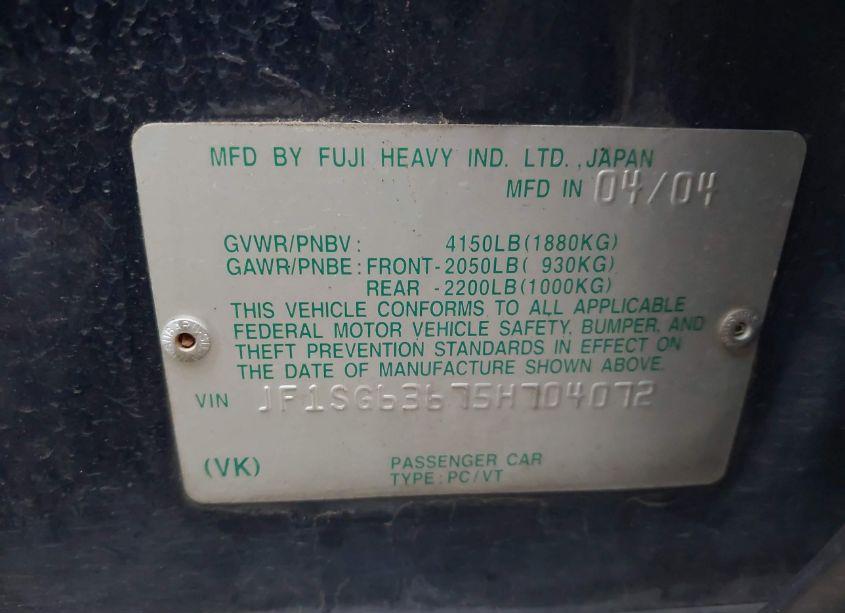 MFD BY FUJI HEAVY IND. LTD., JAPAN
MFD IN 04/04
GVWR/PNBV: 4150LB(1880KG)
GAWR/PNBE: FRONT-2050LB( 930KG)
REAR -2200LB(1000KG)
THIS VEHICLE CONFORMS TO ALL APPLICABLE
FEDERAL MOTOR VEHICLE SAFETY, BUMPER, AND
THEFT PREVENTION STANDARDS IN EFFECT ON
THE DATE OF MANUFACTURE SHOWN ABOVE.
VIN JF1SG63675H704072
(VK) PASSENGER CAR
TYPE: PC/VT